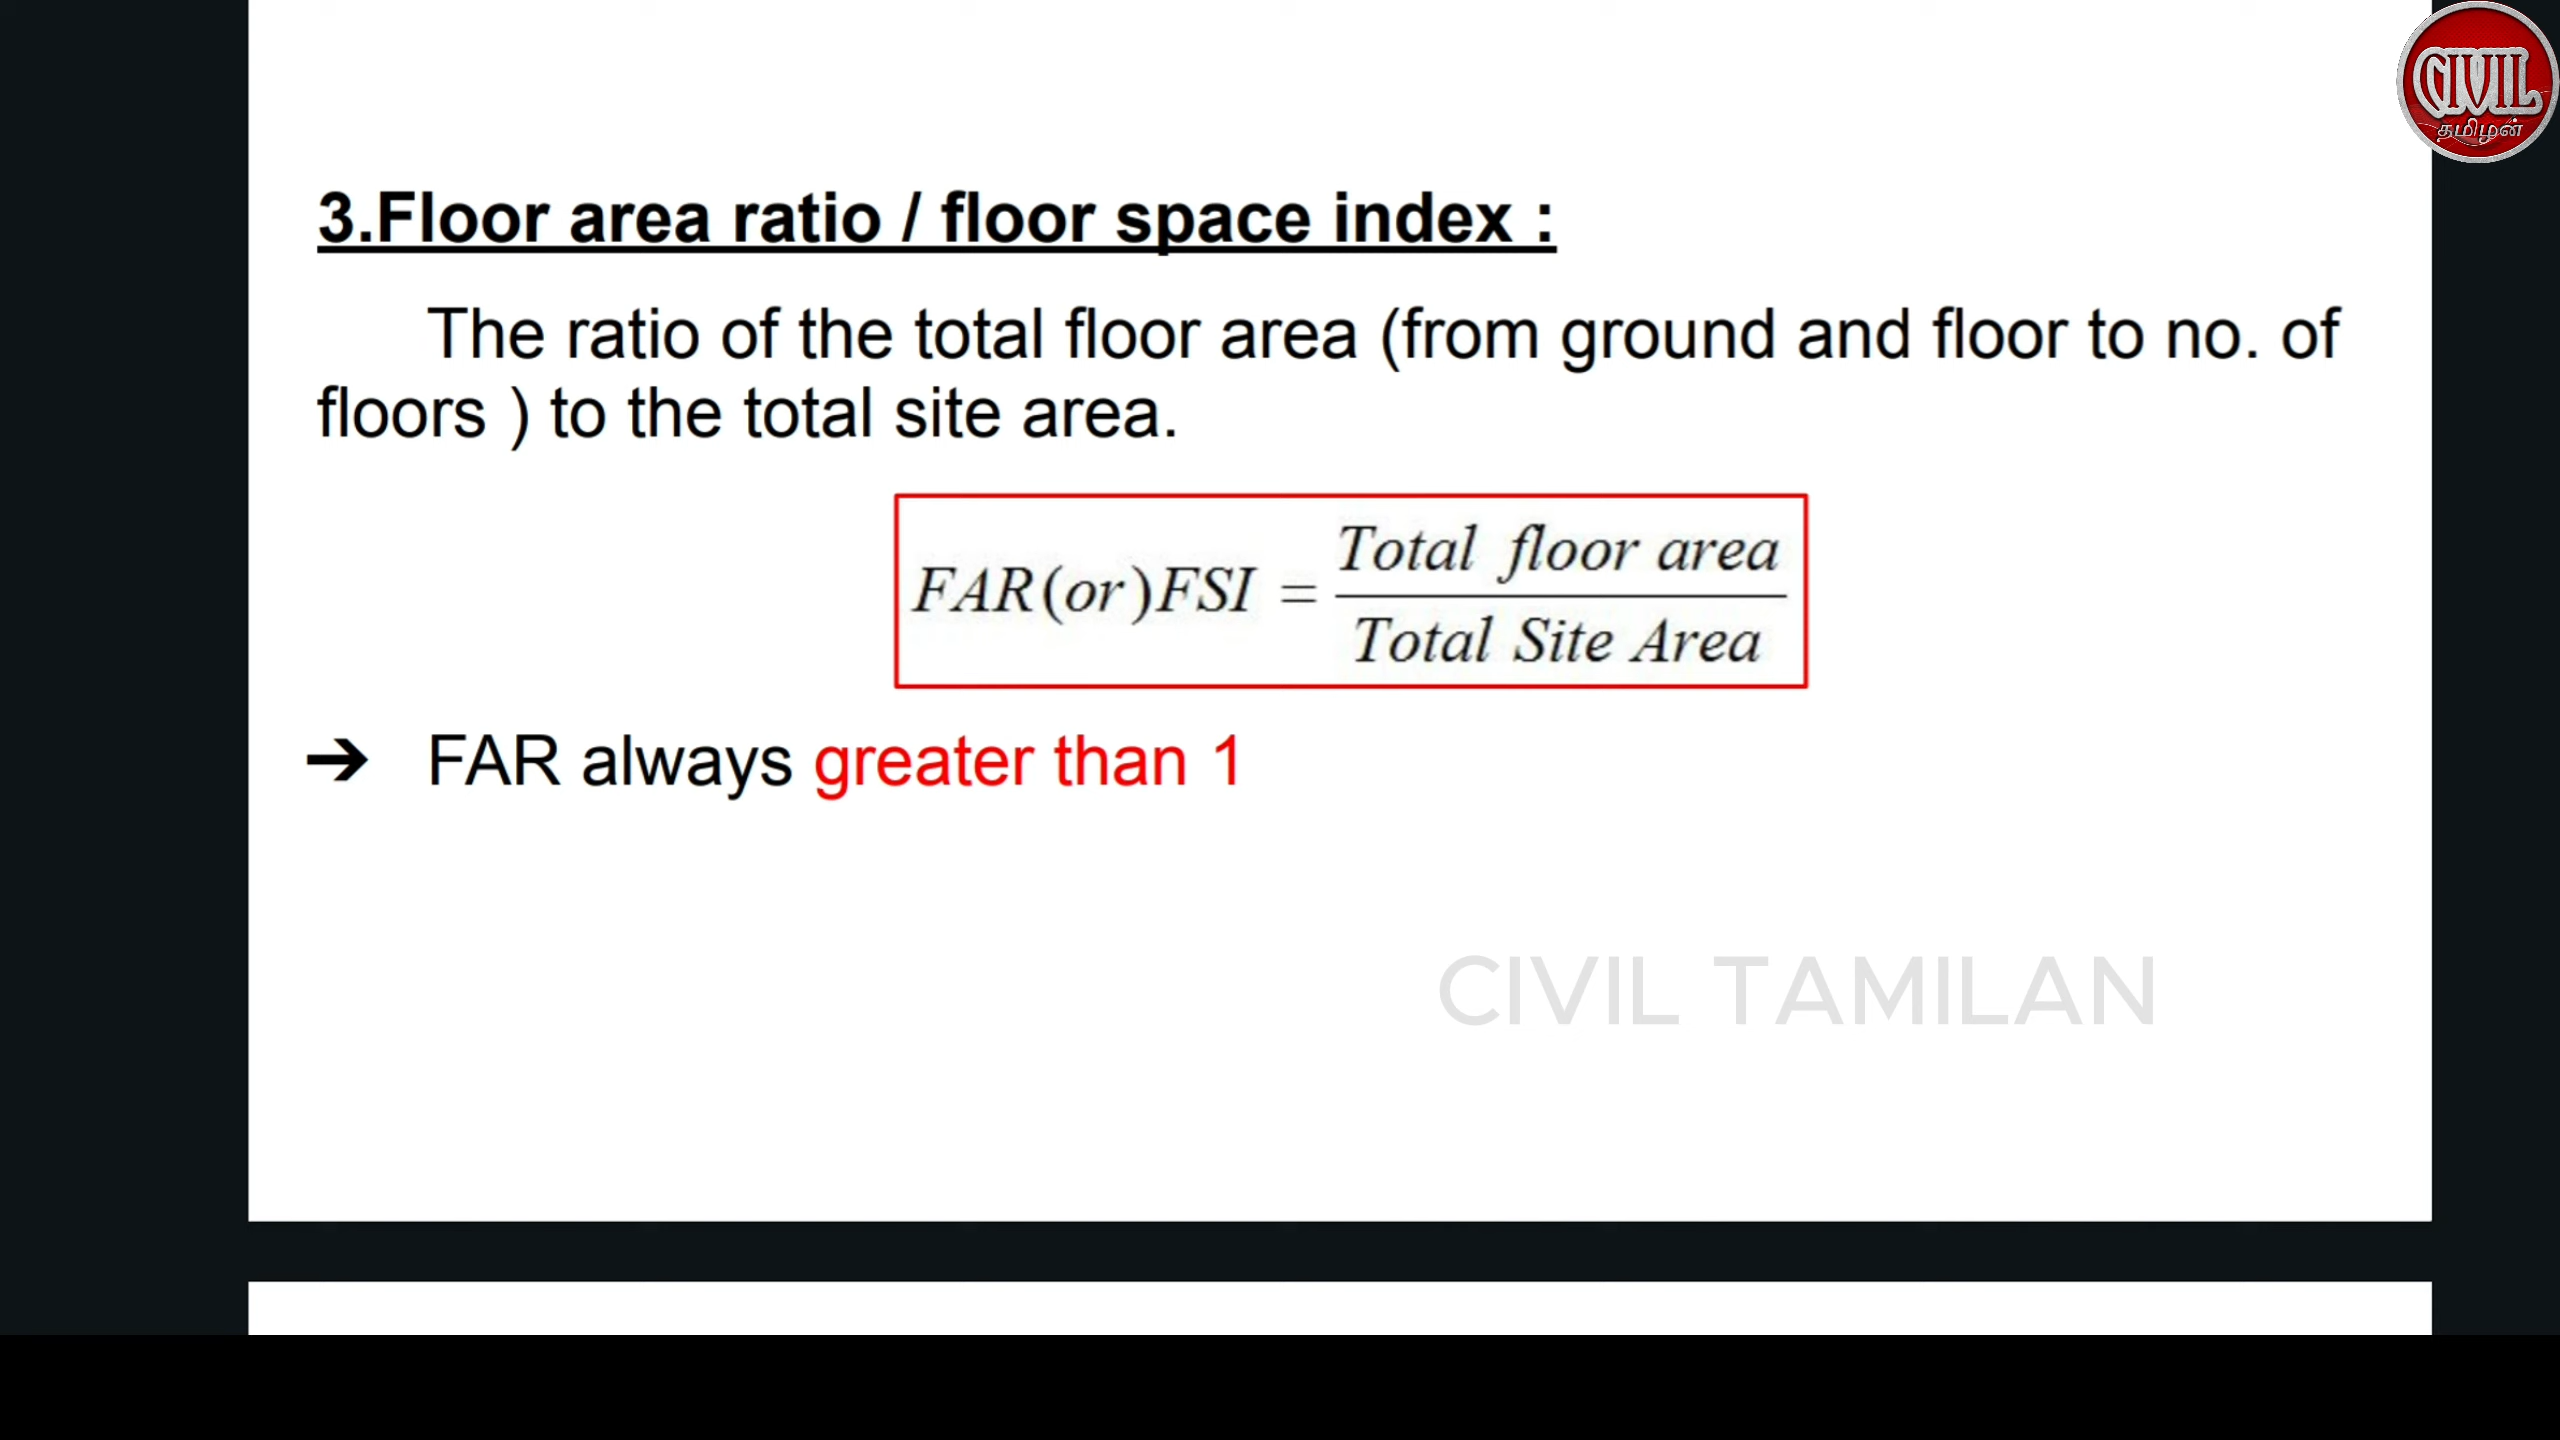 CIVIL
தமிழன்
3.Floor area ratio / floor space index :
The ratio of the total floor area (from ground and floor to no. of
floors ) to the total site area.
FAR(or)FSI = Total floor area / Total Site Area
➔ FAR always greater than 1
CIVIL TAMILAN